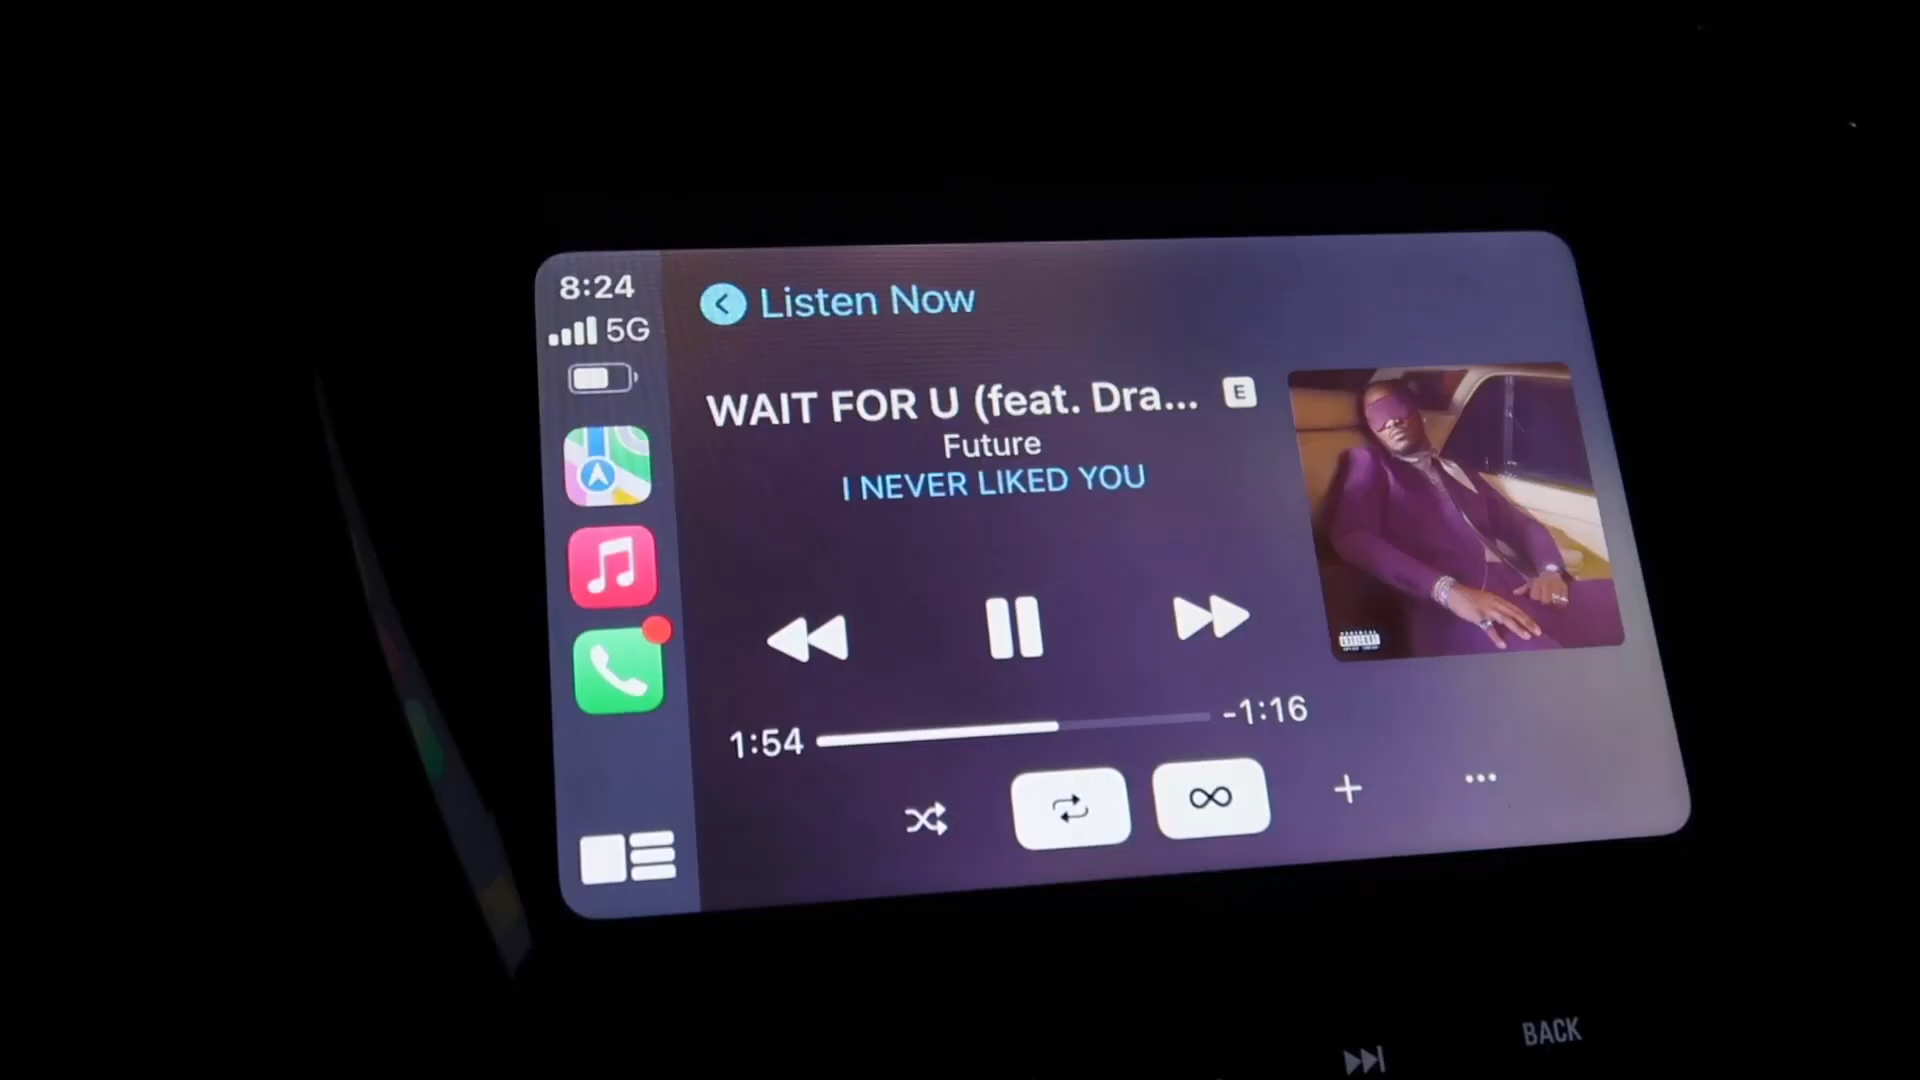 8:24
5G
Listen Now
WAIT FOR U (feat. Dra... E
Future
I NEVER LIKED YOU
1:54
-1:16
BACK